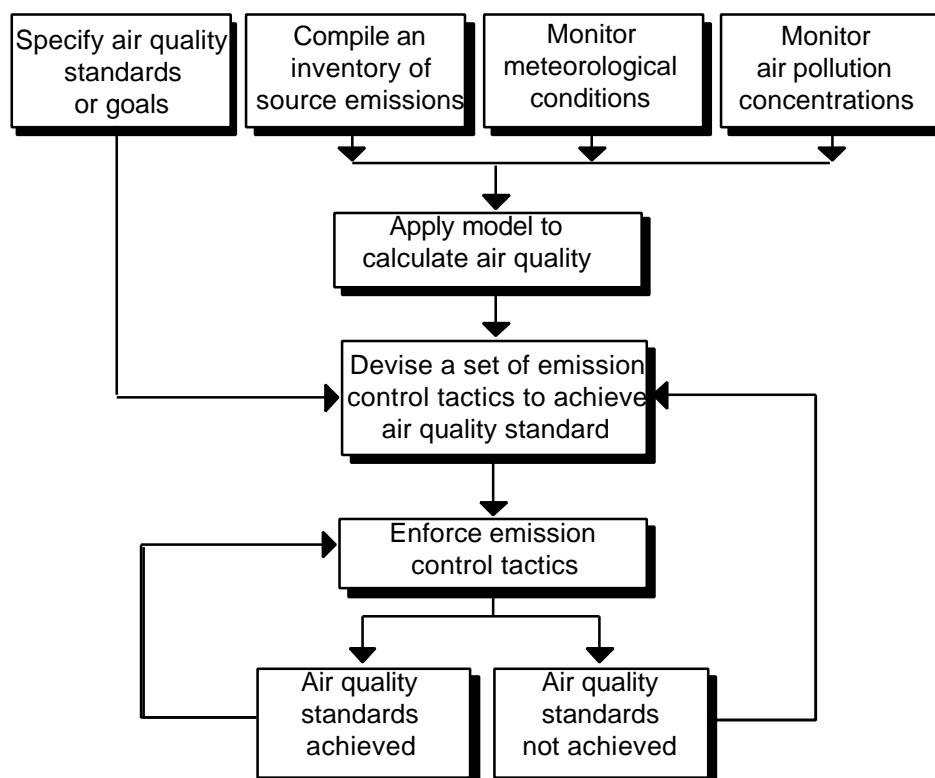 Specify air quality
standards
or goals
Compile an
inventory of
source emissions
Monitor
meteorological
conditions
Monitor
air pollution
concentrations
Apply model to
calculate air quality
Devise a set of emission
control tactics to achieve
air quality standard
Enforce emission
control tactics
Air quality
standards
achieved
Air quality
standards
not achieved